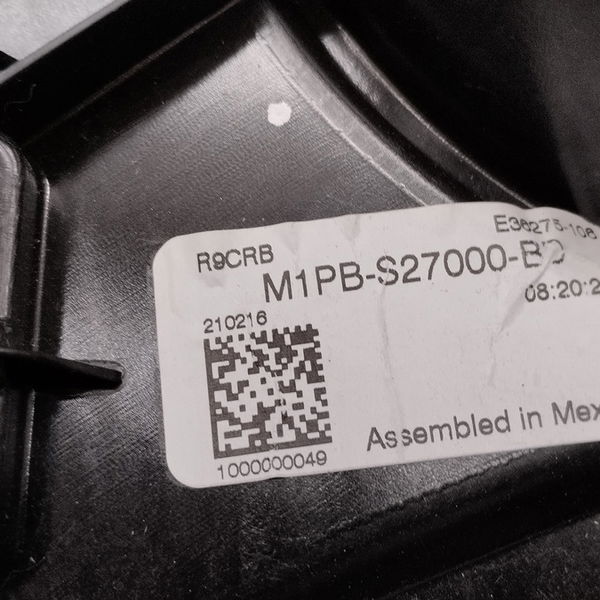 R9CRB
E36275-106
M1PB-S27000-B
08:20:2
210216
1000000049
Assembled in Mex